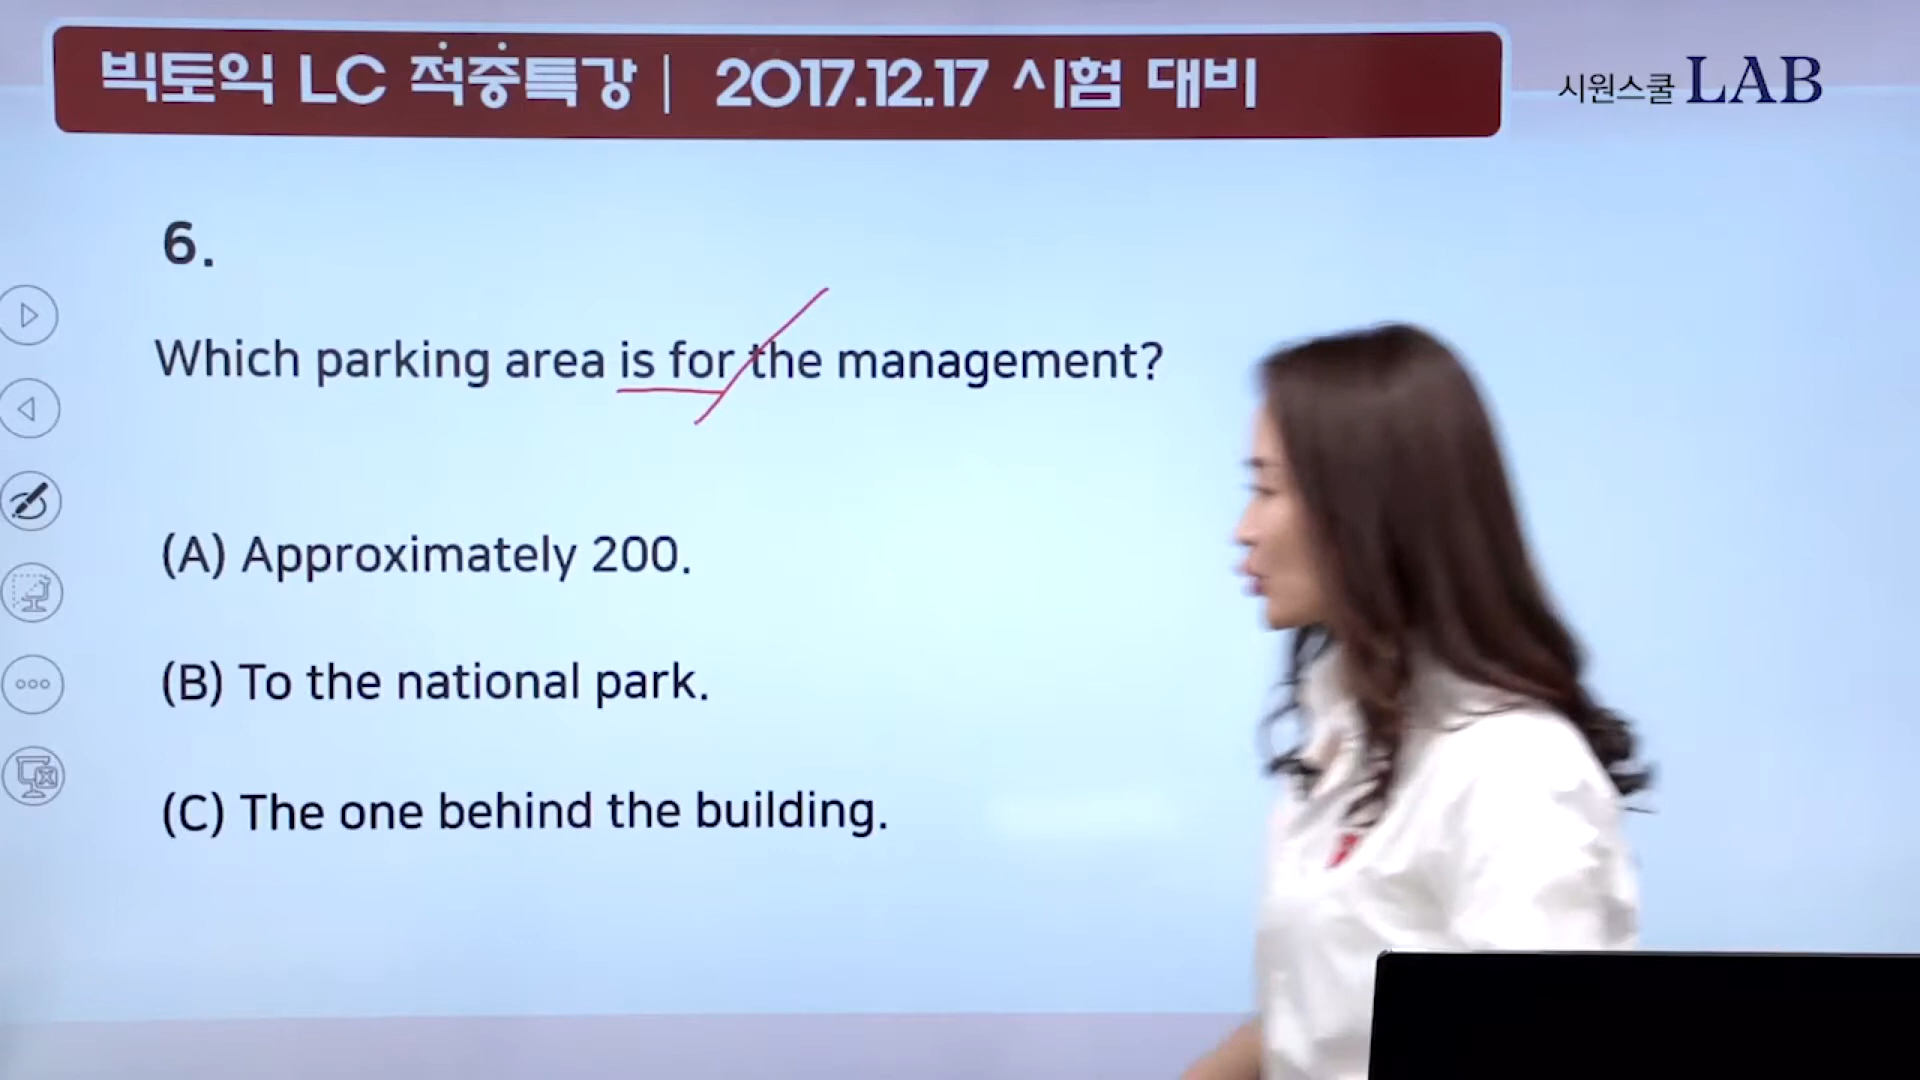 빅토익 LC 적중특강 | 2017.12.17 시험 대비
시원스쿨 LAB
6.
Which parking area is for the management?
(A) Approximately 200.
(B) To the national park.
(C) The one behind the building.